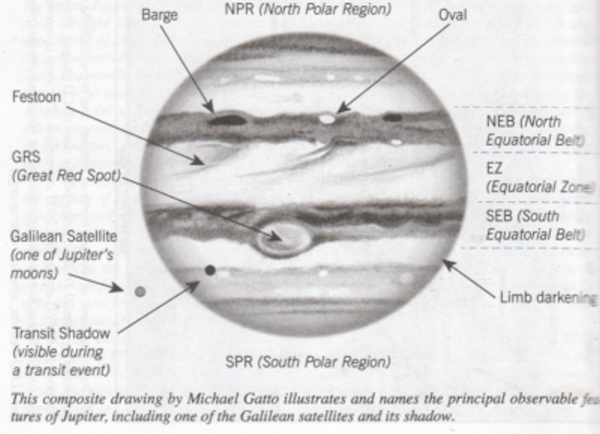 NPR (North Polar Region)
Barge
Oval
Festoon
GRS
(Great Red Spot)
Galilean Satellite
(one of Jupiter's
moons)
Transit Shadow
(visible during
a transit event)
NEB (North
Equatorial Belt)
EZ
(Equatorial Zone)
SEB (South
Equatorial Belt)
Limb darkening
SPR (South Polar Region)
This composite drawing by Michael Gatto illustrates and names the principal observable fea
tures of Jupiter, including one of the Galilean satellites and its shadow.